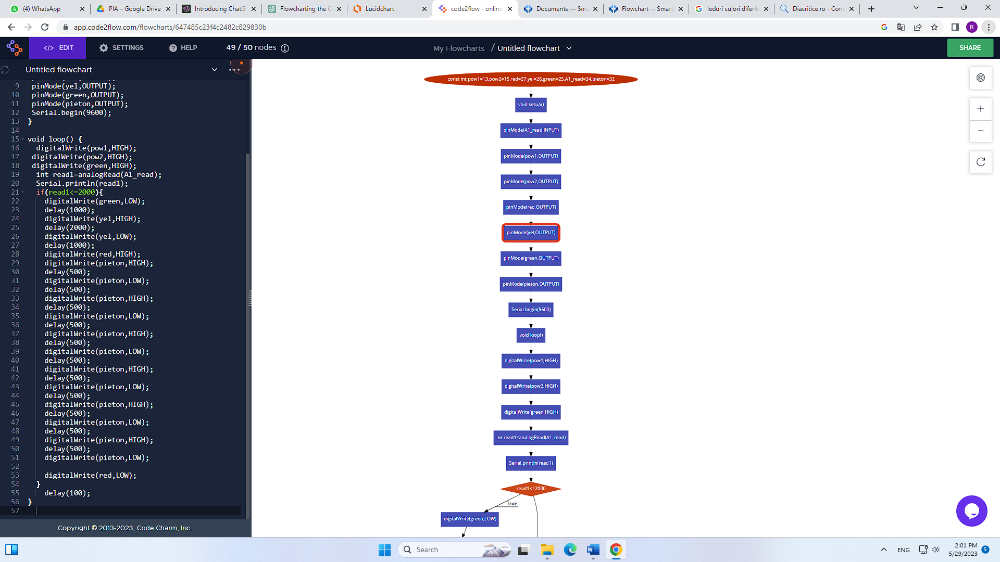 (4) WhatsApp
PIA – Google Drive
Introducing ChatG
Flowcharting the C
Lucidchart
code2flow - online
Documents — Sma
Flowchart -- Smart
leduri culori diferit
Diacritice.ro - Conv
app.code2flow.com/flowcharts/647485c23f4c2482c829830b
R
</> EDIT
SETTINGS
HELP
49 / 50 nodes
My Flowcharts / Untitled flowchart
SHARE
Untitled flowchart
9 pinMode(yel,OUTPUT);
10 pinMode(green,OUTPUT);
11 pinMode(pieton,OUTPUT);
12 Serial.begin(9600);
13 }
14
15 void loop() {
16 digitalWrite(pow1,HIGH);
17 digitalWrite(pow2,HIGH);
18 digitalWrite(green,HIGH);
19 int read1=analogRead(A1_read);
20 Serial.println(read1);
21 if(read1<=2000){
22 digitalWrite(green,LOW);
23 delay(1000);
24 digitalWrite(yel,HIGH);
25 delay(2000);
26 digitalWrite(yel,LOW);
27 delay(1000);
28 digitalWrite(red,HIGH);
29 digitalWrite(pieton,HIGH);
30 delay(500);
31 digitalWrite(pieton,LOW);
32 delay(500);
33 digitalWrite(pieton,HIGH);
34 delay(500);
35 digitalWrite(pieton,LOW);
36 delay(500);
37 digitalWrite(pieton,HIGH);
38 delay(500);
39 digitalWrite(pieton,LOW);
40 delay(500);
41 digitalWrite(pieton,HIGH);
42 delay(500);
43 digitalWrite(pieton,LOW);
44 delay(500);
45 digitalWrite(pieton,HIGH);
46 delay(500);
47 digitalWrite(pieton,LOW);
48 delay(500);
49 digitalWrite(pieton,HIGH);
50 delay(500);
51 digitalWrite(pieton,LOW);
52
53 digitalWrite(red,LOW);
54 }
55 delay(100);
56 }
57
Copyright © 2013-2023, Code Charm, Inc.
const int pow1=13,pow2=15,red=27,yel=26,green=25,A1_read=34,pieton=32
void setup()
pinMode(A1_read,INPUT)
pinMode(pow1,OUTPUT)
pinMode(pow2,OUTPUT)
pinMode(red,OUTPUT)
pinMode(yel,OUTPUT)
pinMode(green,OUTPUT)
pinMode(pieton,OUTPUT)
Serial.begin(9600)
void loop()
digitalWrite(pow1,HIGH)
digitalWrite(pow2,HIGH)
digitalWrite(green,HIGH)
int read1=analogRead(A1_read)
Serial.println(read1)
read1<=2000
True
digitalWrite(green,LOW)
Search
ENG
2:01 PM
5/29/2023
5